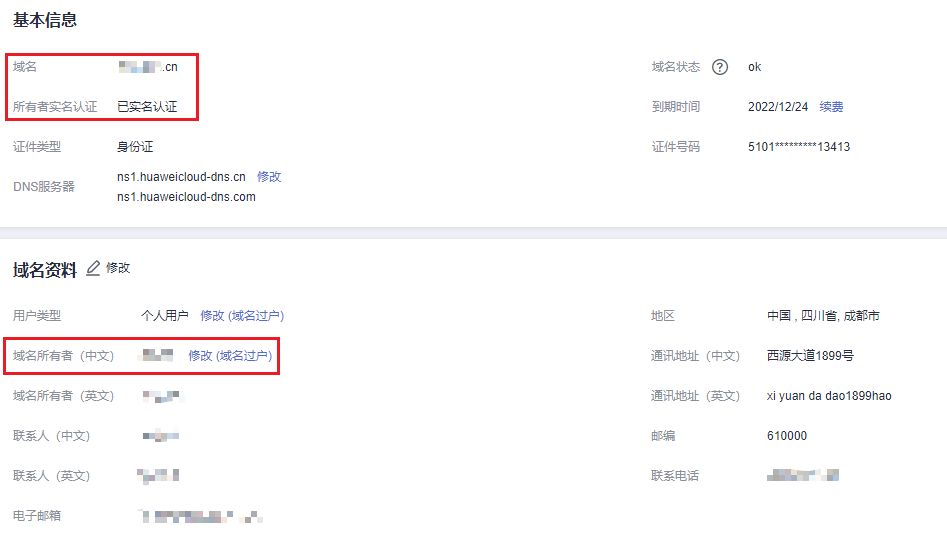 基本信息
域名 .cn 域名状态 ? ok
所有者实名认证 已实名认证 到期时间 2022/12/24 续费
证件类型 身份证 证件号码 5101*********13413
DNS服务器 ns1.huaweicloud-dns.cn 修改
ns1.huaweicloud-dns.com
域名资料 修改
用户类型 个人用户 修改 (域名过户) 地区 中国 , 四川省, 成都市
域名所有者（中文） 修改 (域名过户) 通讯地址（中文） 西源大道1899号
域名所有者（英文） 通讯地址（英文） xi yuan da dao1899hao
联系人（中文） 邮编 610000
联系人（英文） 联系电话
电子邮箱